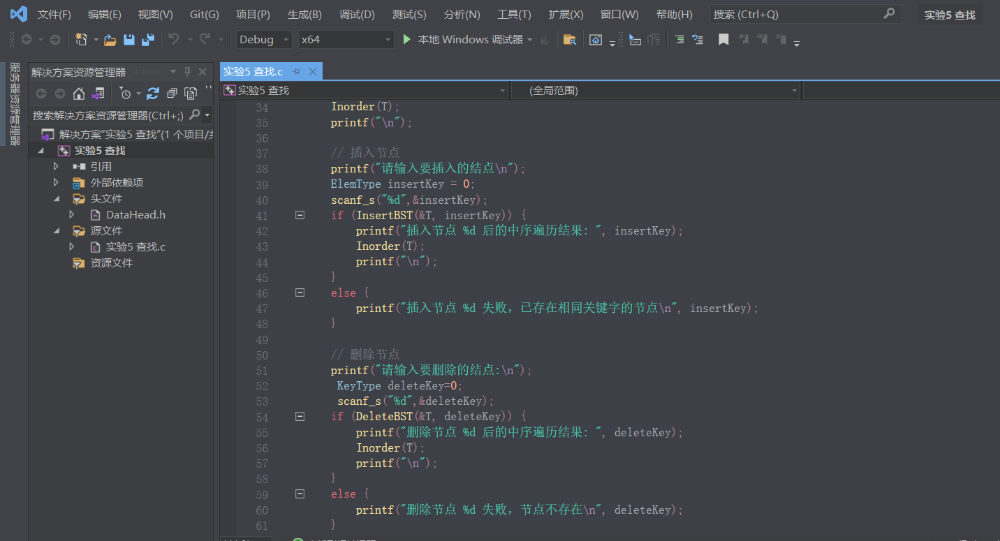 文件(F) 编辑(E) 视图(V) Git(G) 项目(P) 生成(B) 调试(D) 测试(S) 分析(N) 工具(T) 扩展(X) 窗口(W) 帮助(H) 搜索 (Ctrl+Q) 实验5 查找
Debug x64 本地 Windows 调试器
服务器资源管理器
解决方案资源管理器
搜索解决方案资源管理器(Ctrl+;)
解决方案“实验5 查找”(1 个项目/
实验5 查找
引用
外部依赖项
头文件
DataHead.h
源文件
实验5 查找.c
资源文件
实验5 查找.c
实验5 查找 (全局范围)
34 Inorder(T);
35 printf("\n");
36
37 // 插入节点
38 printf("请输入要插入的结点\n");
39 ElemType insertKey = 0;
40 scanf_s("%d",&insertKey);
41 if (InsertBST(&T, insertKey)) {
42 printf("插入节点 %d 后的中序遍历结果: ", insertKey);
43 Inorder(T);
44 printf("\n");
45 }
46 else {
47 printf("插入节点 %d 失败，已存在相同关键字的节点\n", insertKey);
48 }
49
50 // 删除节点
51 printf("请输入要删除的结点:\n");
52 KeyType deleteKey=0;
53 scanf_s("%d",&deleteKey);
54 if (DeleteBST(&T, deleteKey)) {
55 printf("删除节点 %d 后的中序遍历结果: ", deleteKey);
56 Inorder(T);
57 printf("\n");
58 }
59 else {
60 printf("删除节点 %d 失败，节点不存在\n", deleteKey);
61 }